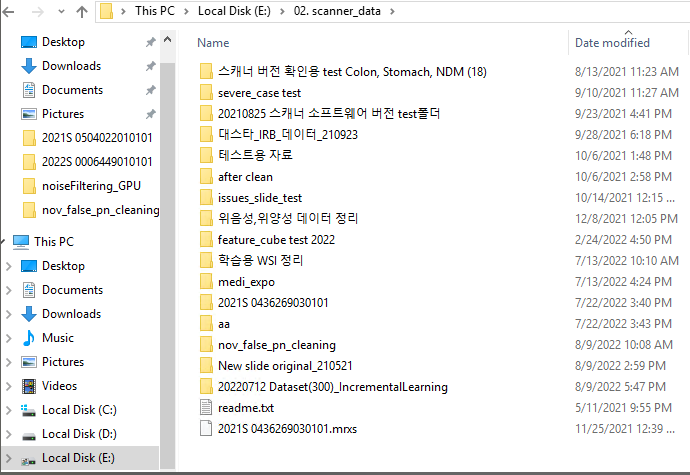 This PC > Local Disk (E:) > 02. scanner_data >
Desktop
Downloads
Documents
Pictures
2021S 0504022010101
2022S 0006449010101
noiseFiltering_GPU
nov_false_pn_cleaning
This PC
Desktop
Documents
Downloads
Music
Pictures
Videos
Local Disk (C:)
Local Disk (D:)
Local Disk (E:)
Name Date modified
스캐너 버전 확인용 test Colon, Stomach, NDM (18) 8/13/2021 11:23 AM
severe_case test 9/10/2021 11:27 AM
20210825 스캐너 소프트웨어 버전 test폴더 9/23/2021 4:41 PM
대스타_IRB_데이터_210923 9/28/2021 6:18 PM
테스트용 자료 10/6/2021 1:48 PM
after clean 10/6/2021 2:58 PM
issues_slide_test 10/14/2021 12:15 ...
위음성,위양성 데이터 정리 12/8/2021 12:05 PM
feature_cube test 2022 2/24/2022 4:50 PM
학습용 WSI 정리 7/13/2022 10:10 AM
medi_expo 7/13/2022 4:24 PM
2021S 0436269030101 7/22/2022 3:40 PM
aa 7/22/2022 3:43 PM
nov_false_pn_cleaning 8/9/2022 10:08 AM
New slide original_210521 8/9/2022 2:59 PM
20220712 Dataset(300)_IncrementalLearning 8/9/2022 5:47 PM
readme.txt 5/11/2021 9:55 PM
2021S 0436269030101.mrxs 11/25/2021 12:39 ...